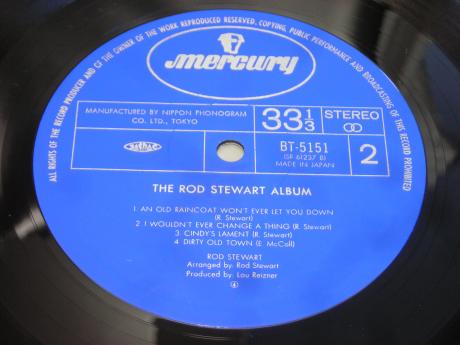 ALL RIGHTS OF THE RECORD PRODUCER AND OF THE OWNER OF THE WORK REPRODUCED RESERVED. COPYING, PUBLIC PERFORMANCE AND BROADCASTING OF THIS RECORD PROHIBITED
mercury
MANUFACTURED BY NIPPON PHONOGRAM CO. LTD., TOKYO
33 1/3
STEREO
BT-5151
(SF 61237 B)
MADE IN JAPAN
2
THE ROD STEWART ALBUM
1 AN OLD RAINCOAT WON'T EVER LET YOU DOWN
(R. Stewart)
2 I WOULDN'T EVER CHANGE A THING (R. Stewart)
3 CINDY'S LAMENT (R. Stewart)
4 DIRTY OLD TOWN (E. McColl)
ROD STEWART
Arranged by: Rod Stewart
Produced by: Lou Reizner
4